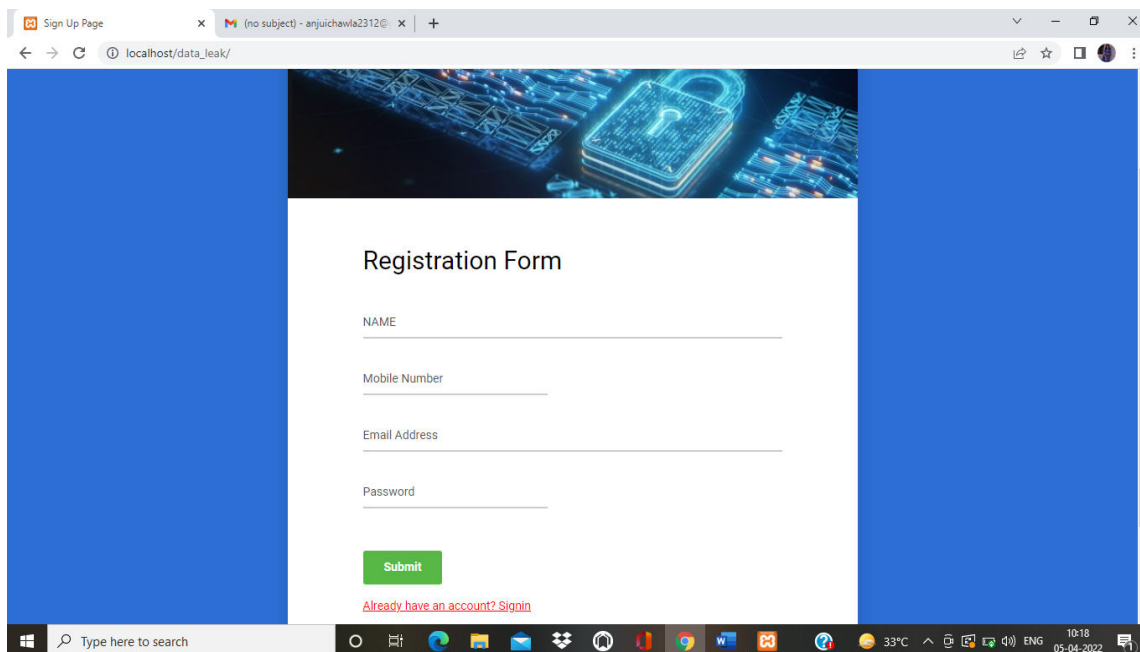 Sign Up Page
(no subject) - anjuichawla2312@
localhost/data_leak/
Registration Form
NAME
Mobile Number
Email Address
Password
Submit
Already have an account? Signin
Type here to search
33°C
ENG
10:18
05-04-2022